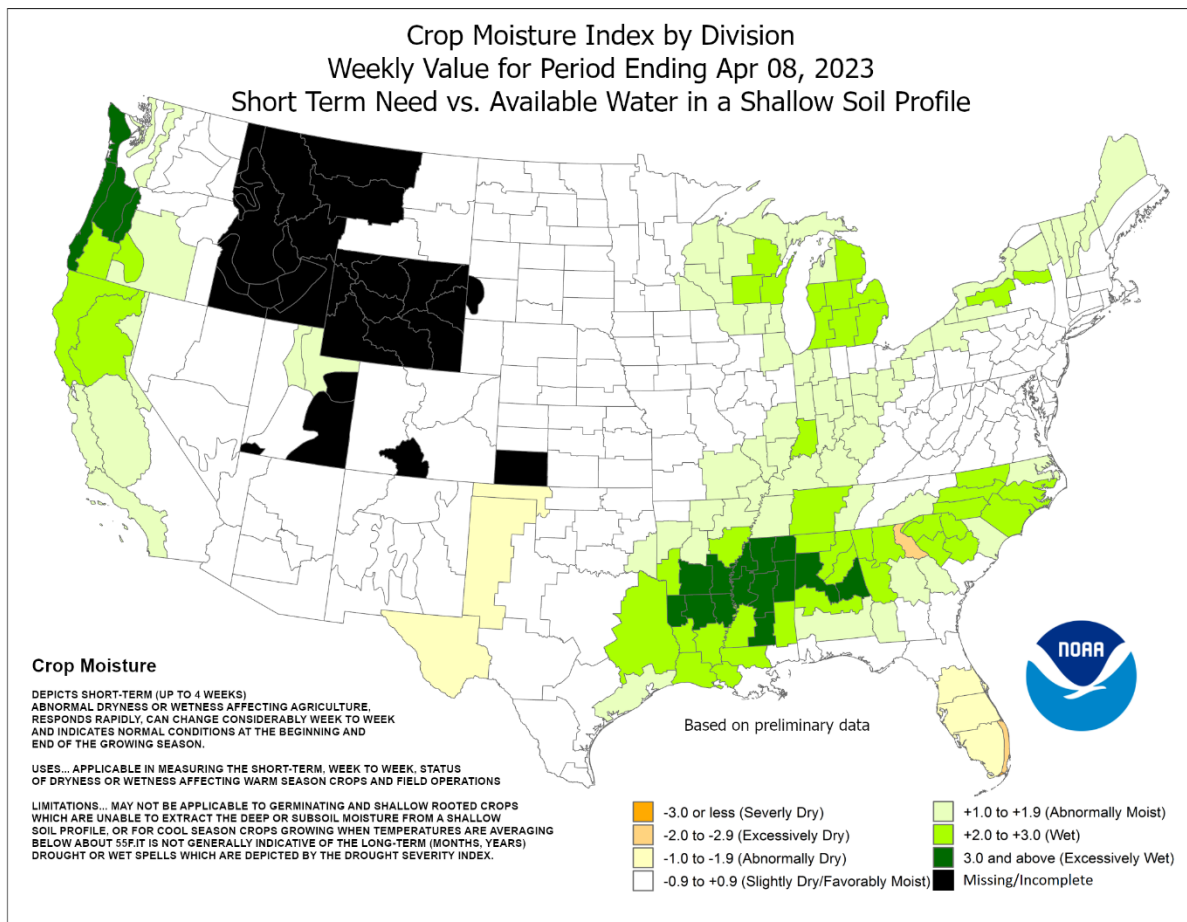 Crop Moisture Index by Division
Weekly Value for Period Ending Apr 08, 2023
Short Term Need vs. Available Water in a Shallow Soil Profile
Crop Moisture
DEPICTS SHORT-TERM (UP TO 4 WEEKS)
ABNORMAL DRYNESS OR WETNESS AFFECTING AGRICULTURE,
RESPONDS RAPIDLY, CAN CHANGE CONSIDERABLY WEEK TO WEEK
AND INDICATES NORMAL CONDITIONS AT THE BEGINNING AND
END OF THE GROWING SEASON.
USES... APPLICABLE IN MEASURING THE SHORT-TERM, WEEK TO WEEK, STATUS
OF DRYNESS OR WETNESS AFFECTING WARM SEASON CROPS AND FIELD OPERATIONS
LIMITATIONS... MAY NOT BE APPLICABLE TO GERMINATING AND SHALLOW ROOTED CROPS
WHICH ARE UNABLE TO EXTRACT THE DEEP OR SUBSOIL MOISTURE FROM A SHALLOW
SOIL PROFILE, OR FOR COOL SEASON CROPS GROWING WHEN TEMPERATURES ARE AVERAGING
BELOW ABOUT 55F.IT IS NOT GENERALLY INDICATIVE OF THE LONG-TERM (MONTHS, YEARS)
DROUGHT OR WET SPELLS WHICH ARE DEPICTED BY THE DROUGHT SEVERITY INDEX.
NOAA
Based on preliminary data
-3.0 or less (Severly Dry)
-2.0 to -2.9 (Excessively Dry)
-1.0 to -1.9 (Abnormally Dry)
-0.9 to +0.9 (Slightly Dry/Favorably Moist)
+1.0 to +1.9 (Abnormally Moist)
+2.0 to +3.0 (Wet)
3.0 and above (Excessively Wet)
Missing/Incomplete